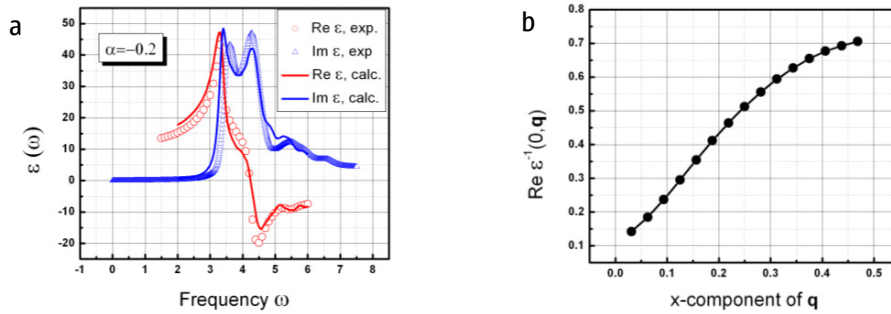 a
50
40
30
20
10
0
-10
-20
ε (ω)
α=−0.2
Re ε, exp.
Im ε, exp
Re ε, calc.
Im ε, calc.
-1 0 1 2 3 4 5 6 7 8
Frequency ω
b
0.8
0.7
0.6
0.5
0.4
0.3
0.2
0.1
Re ε⁻¹(0,q)
0.0 0.1 0.2 0.3 0.4 0.5
x-component of q